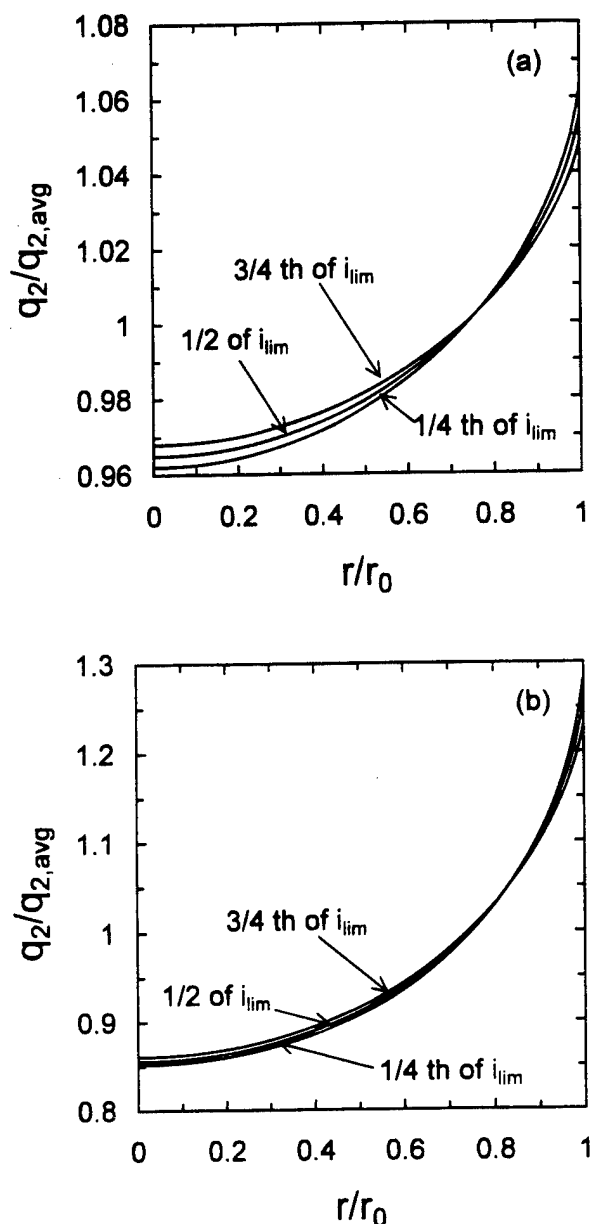 1.08
(a)
1.06
1.04
q2/q2,avg
1.02
3/4 th of ilim
1
1/2 of ilim
0.98
1/4 th of ilim
0.96
0 0.2 0.4 0.6 0.8 1
r/r0
1.3
(b)
1.2
1.1
q2/q2,avg
1
3/4 th of ilim
1/2 of ilim
0.9
1/4 th of ilim
0.8
0 0.2 0.4 0.6 0.8 1
r/r0